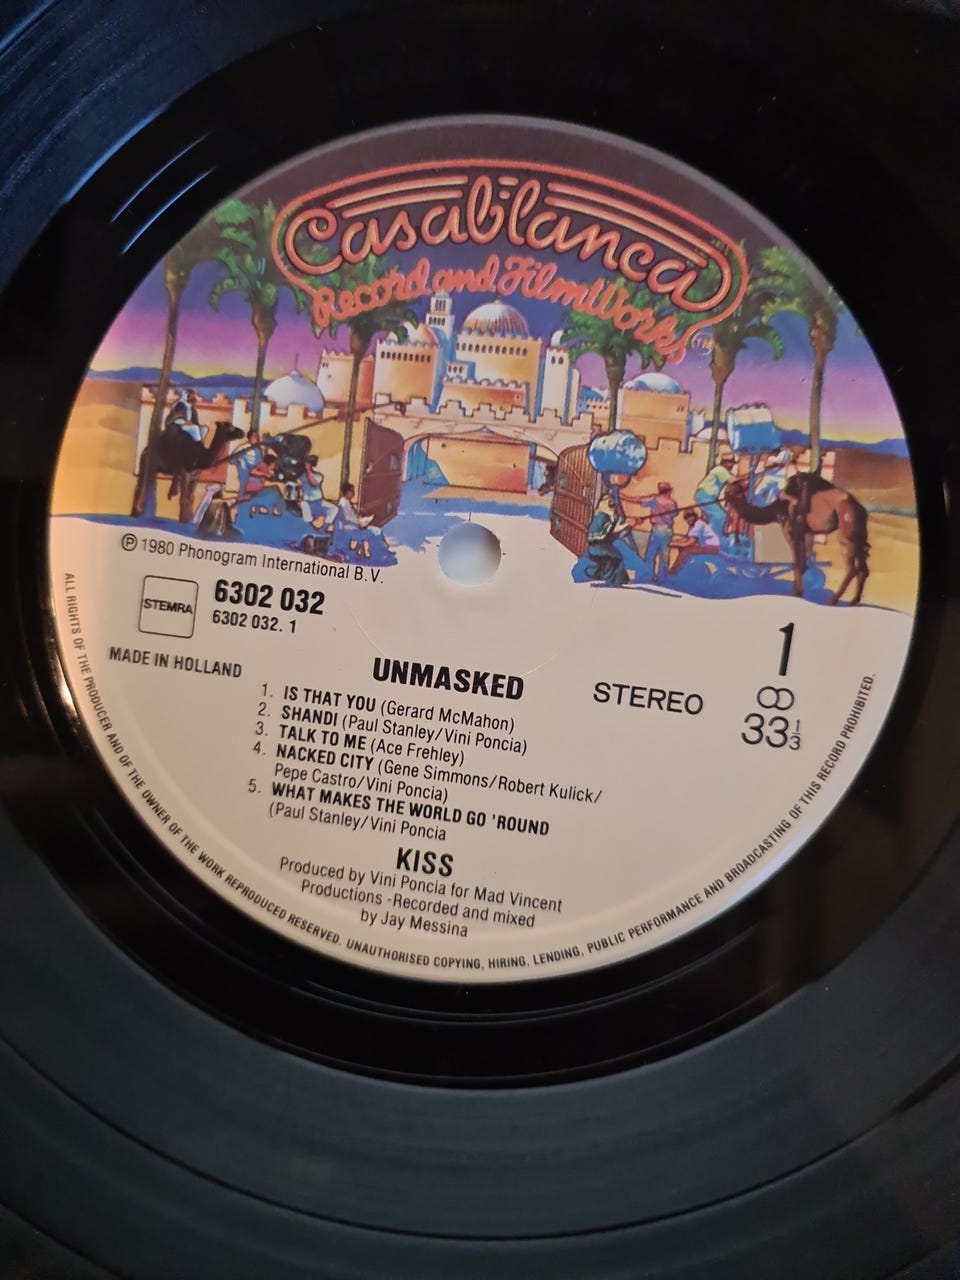 Casablanca
Record and FilmWorks TM
℗ 1980 Phonogram International B.V.
STEMRA
6302 032
6302 032. 1
MADE IN HOLLAND
1
STEREO
33 1/3
UNMASKED
1. IS THAT YOU (Gerard McMahon)
2. SHANDI (Paul Stanley/Vini Poncia)
3. TALK TO ME (Ace Frehley)
4. NACKED CITY (Gene Simmons/Robert Kulick/
Pepe Castro/Vini Poncia)
5. WHAT MAKES THE WORLD GO 'ROUND
(Paul Stanley/Vini Poncia
KISS
Produced by Vini Poncia for Mad Vincent
Productions -Recorded and mixed
by Jay Messina
ALL RIGHTS OF THE PRODUCER AND OF THE OWNER OF THE WORK REPRODUCED RESERVED. UNAUTHORISED COPYING, HIRING, LENDING, PUBLIC PERFORMANCE AND BROADCASTING OF THIS RECORD PROHIBITED.